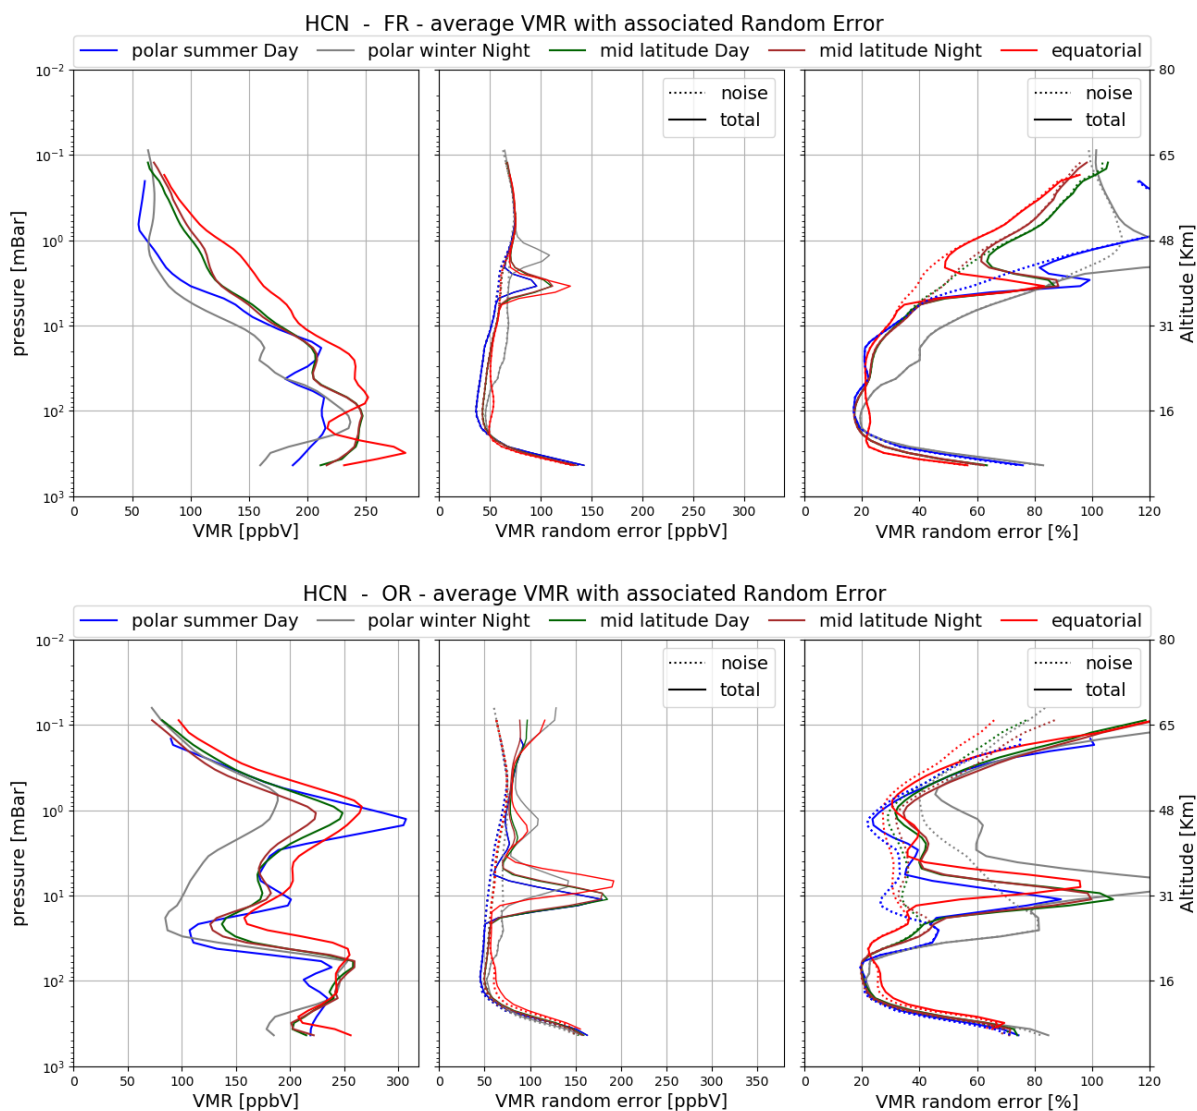 HCN - FR - average VMR with associated Random Error
polar summer Day polar winter Night mid latitude Day mid latitude Night equatorial
noise
total
noise
total
10⁻² 10⁻¹ 10⁰ 10¹ 10² 10³
pressure [mBar]
80 65 48 31 16
Altitude [Km]
0 50 100 150 200 250
0 50 100 150 200 250 300
0 20 40 60 80 100 120
VMR [ppbV]
VMR random error [ppbV]
VMR random error [%]
HCN - OR - average VMR with associated Random Error
polar summer Day polar winter Night mid latitude Day mid latitude Night equatorial
noise
total
noise
total
10⁻² 10⁻¹ 10⁰ 10¹ 10² 10³
pressure [mBar]
80 65 48 31 16
Altitude [Km]
0 50 100 150 200 250 300
0 50 100 150 200 250 300 350
0 20 40 60 80 100 120
VMR [ppbV]
VMR random error [ppbV]
VMR random error [%]